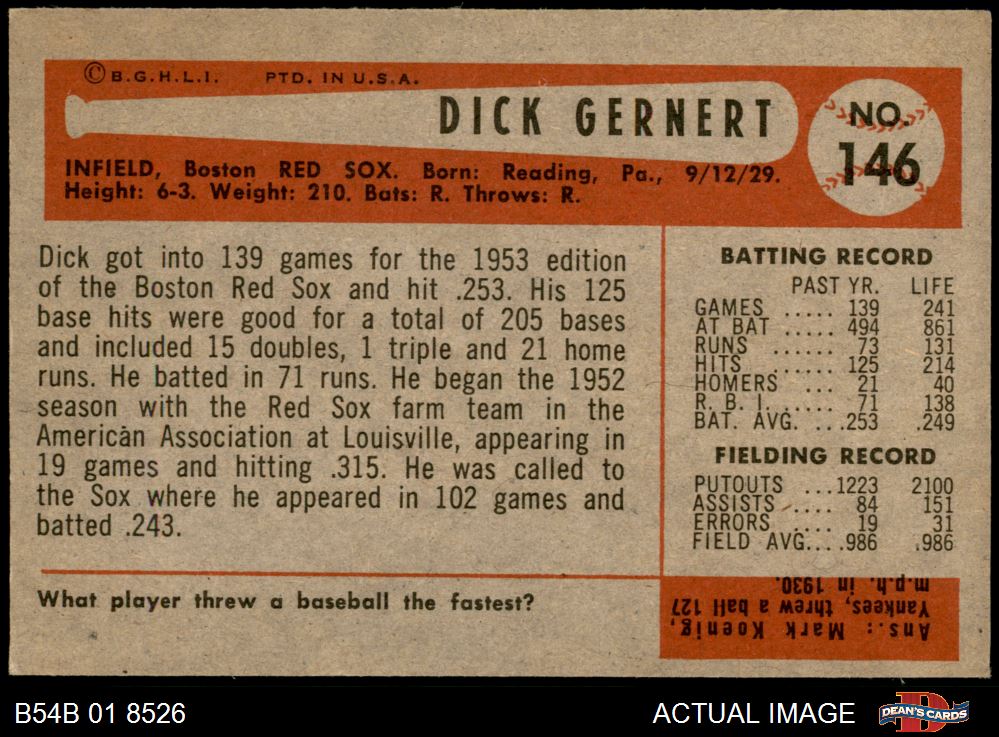 © B.G.H.L.I. PTD. IN U.S.A.
DICK GERNERT
NO.
146
INFIELD, Boston RED SOX. Born: Reading, Pa., 9/12/29.
Height: 6-3. Weight: 210. Bats: R. Throws: R.
Dick got into 139 games for the 1953 edition
of the Boston Red Sox and hit .253. His 125
base hits were good for a total of 205 bases
and included 15 doubles, 1 triple and 21 home
runs. He batted in 71 runs. He began the 1952
season with the Red Sox farm team in the
American Association at Louisville, appearing in
19 games and hitting .315. He was called to
the Sox where he appeared in 102 games and
batted .243.
BATTING RECORD
PAST YR. LIFE
GAMES ..... 139 241
AT BAT ..... 494 861
RUNS ...... 73 131
HITS ....... 125 214
HOMERS ... 21 40
R. B. I. ..... 71 138
BAT. AVG. ... .253 .249
FIELDING RECORD
PUTOUTS ...1223 2100
ASSISTS .... 84 151
ERRORS .... 19 31
FIELD AVG. ...986 .986
What player threw a baseball the fastest?
Ans.: Mark Koenig,
Yankees, threw a ball 127
m.p.h. in 1930.
B54B 01 8526
ACTUAL IMAGE
DEAN'S CARDS